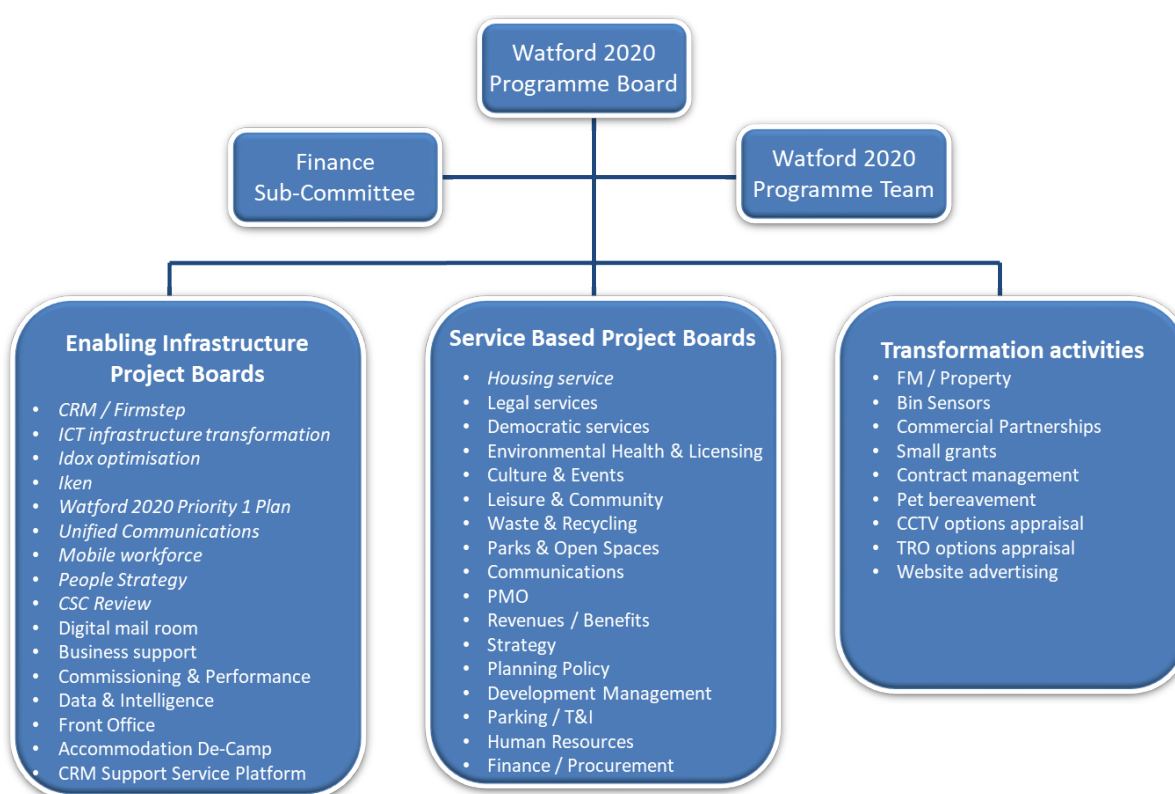 Watford 2020
Programme Board
Finance
Sub-Committee
Watford 2020
Programme Team
Enabling Infrastructure
Project Boards
• CRM / Firmstep
• ICT infrastructure transformation
• Idox optimisation
• Iken
• Watford 2020 Priority 1 Plan
• Unified Communications
• Mobile workforce
• People Strategy
• CSC Review
• Digital mail room
• Business support
• Commissioning & Performance
• Data & Intelligence
• Front Office
• Accommodation De-Camp
• CRM Support Service Platform
Service Based Project Boards
• Housing service
• Legal services
• Democratic services
• Environmental Health & Licensing
• Culture & Events
• Leisure & Community
• Waste & Recycling
• Parks & Open Spaces
• Communications
• PMO
• Revenues / Benefits
• Strategy
• Planning Policy
• Development Management
• Parking / T&I
• Human Resources
• Finance / Procurement
Transformation activities
• FM / Property
• Bin Sensors
• Commercial Partnerships
• Small grants
• Contract management
• Pet bereavement
• CCTV options appraisal
• TRO options appraisal
• Website advertising